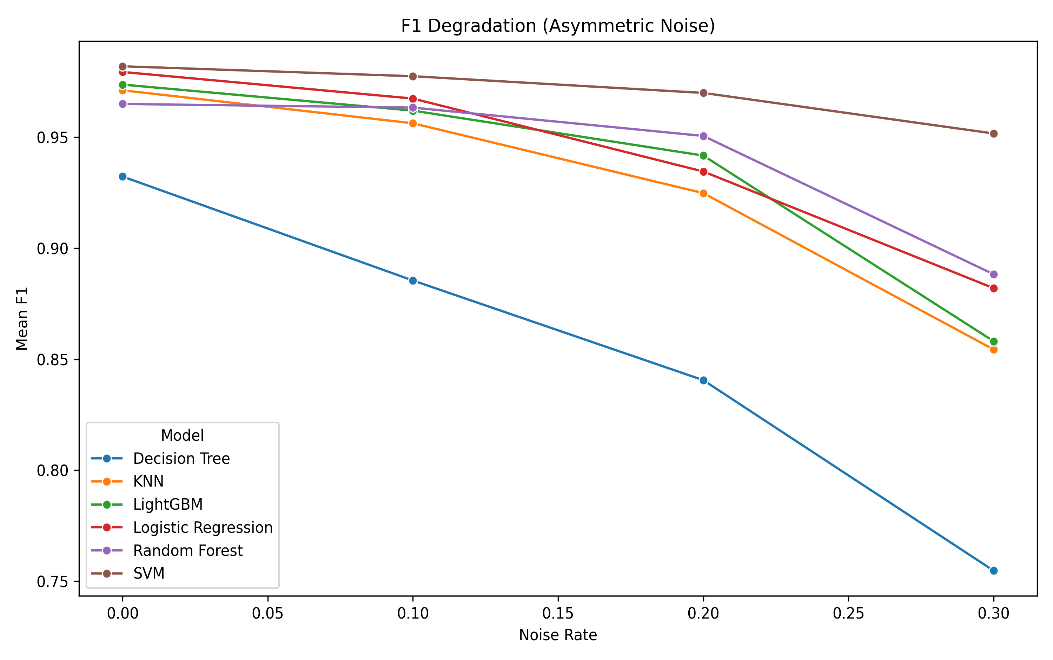 F1 Degradation (Asymmetric Noise)
Mean F1
0.95
0.90
0.85
0.80
0.75
Model
Decision Tree
KNN
LightGBM
Logistic Regression
Random Forest
SVM
0.00 0.05 0.10 0.15 0.20 0.25 0.30
Noise Rate